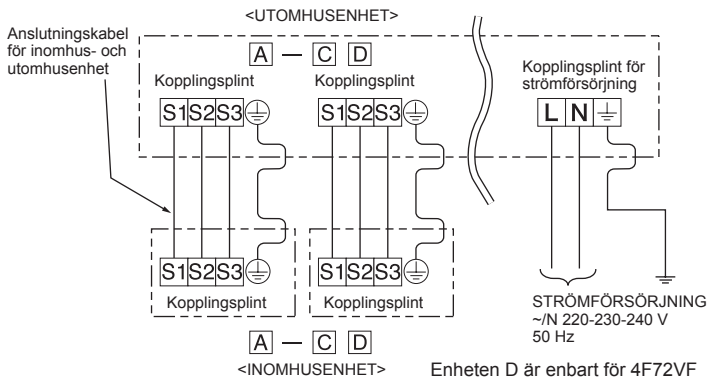 <UTOMHUSENHET>
Anslutningskabel
för inomhus- och
utomhusenhet
A — C D
Kopplingsplint
Kopplingsplint
Kopplingsplint för
strömförsörjning
S1 S2 S3
S1 S2 S3
L N
S1 S2 S3
S1 S2 S3
Kopplingsplint
Kopplingsplint
STRÖMFÖRSÖRJNING
~/N 220-230-240 V
50 Hz
A — C D
<INOMHUSENHET>
Enheten D är enbart för 4F72VF